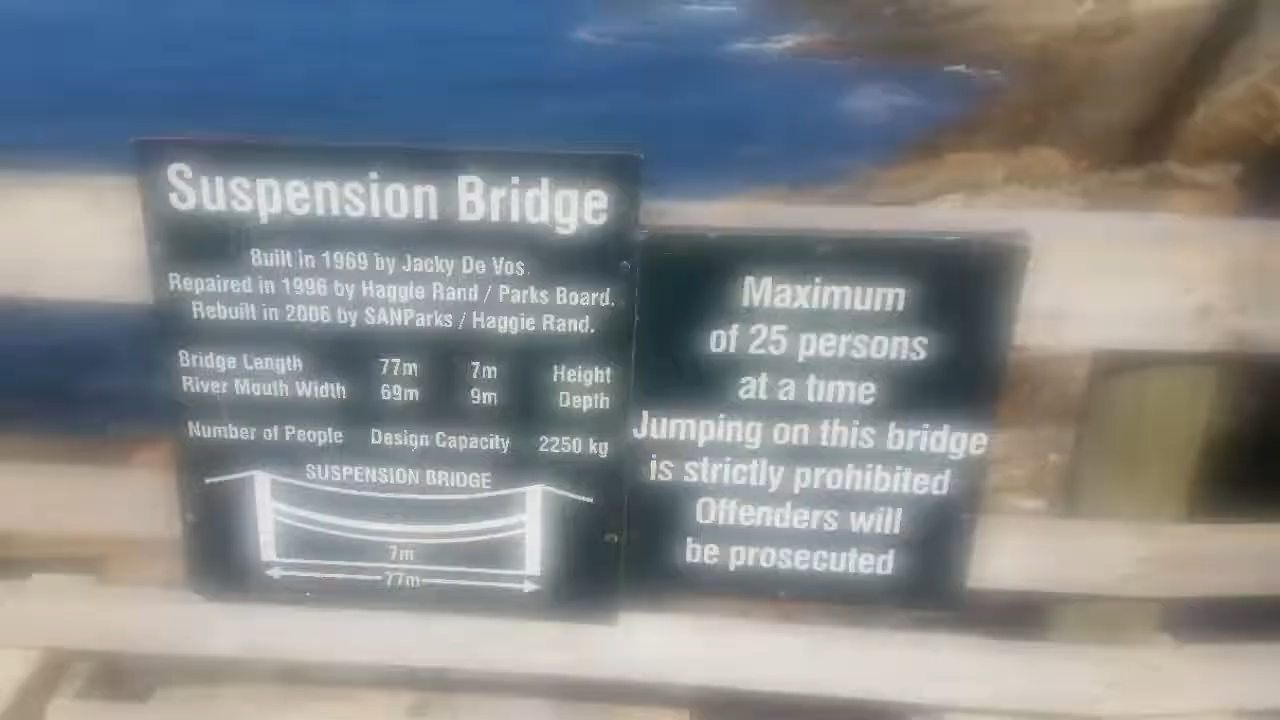 Suspension Bridge
Built in 1969 by Jacky De Vos.
Repaired in 1996 by Haggie Rand / Parks Board.
Rebuilt in 2006 by SANParks / Haggie Rand.
Bridge Length 77m 7m Height
River Mouth Width 69m 9m Depth
Number of People Design Capacity 2250 kg
SUSPENSION BRIDGE
7m
77m
Maximum
of 25 persons
at a time
Jumping on this bridge
is strictly prohibited
Offenders will
be prosecuted